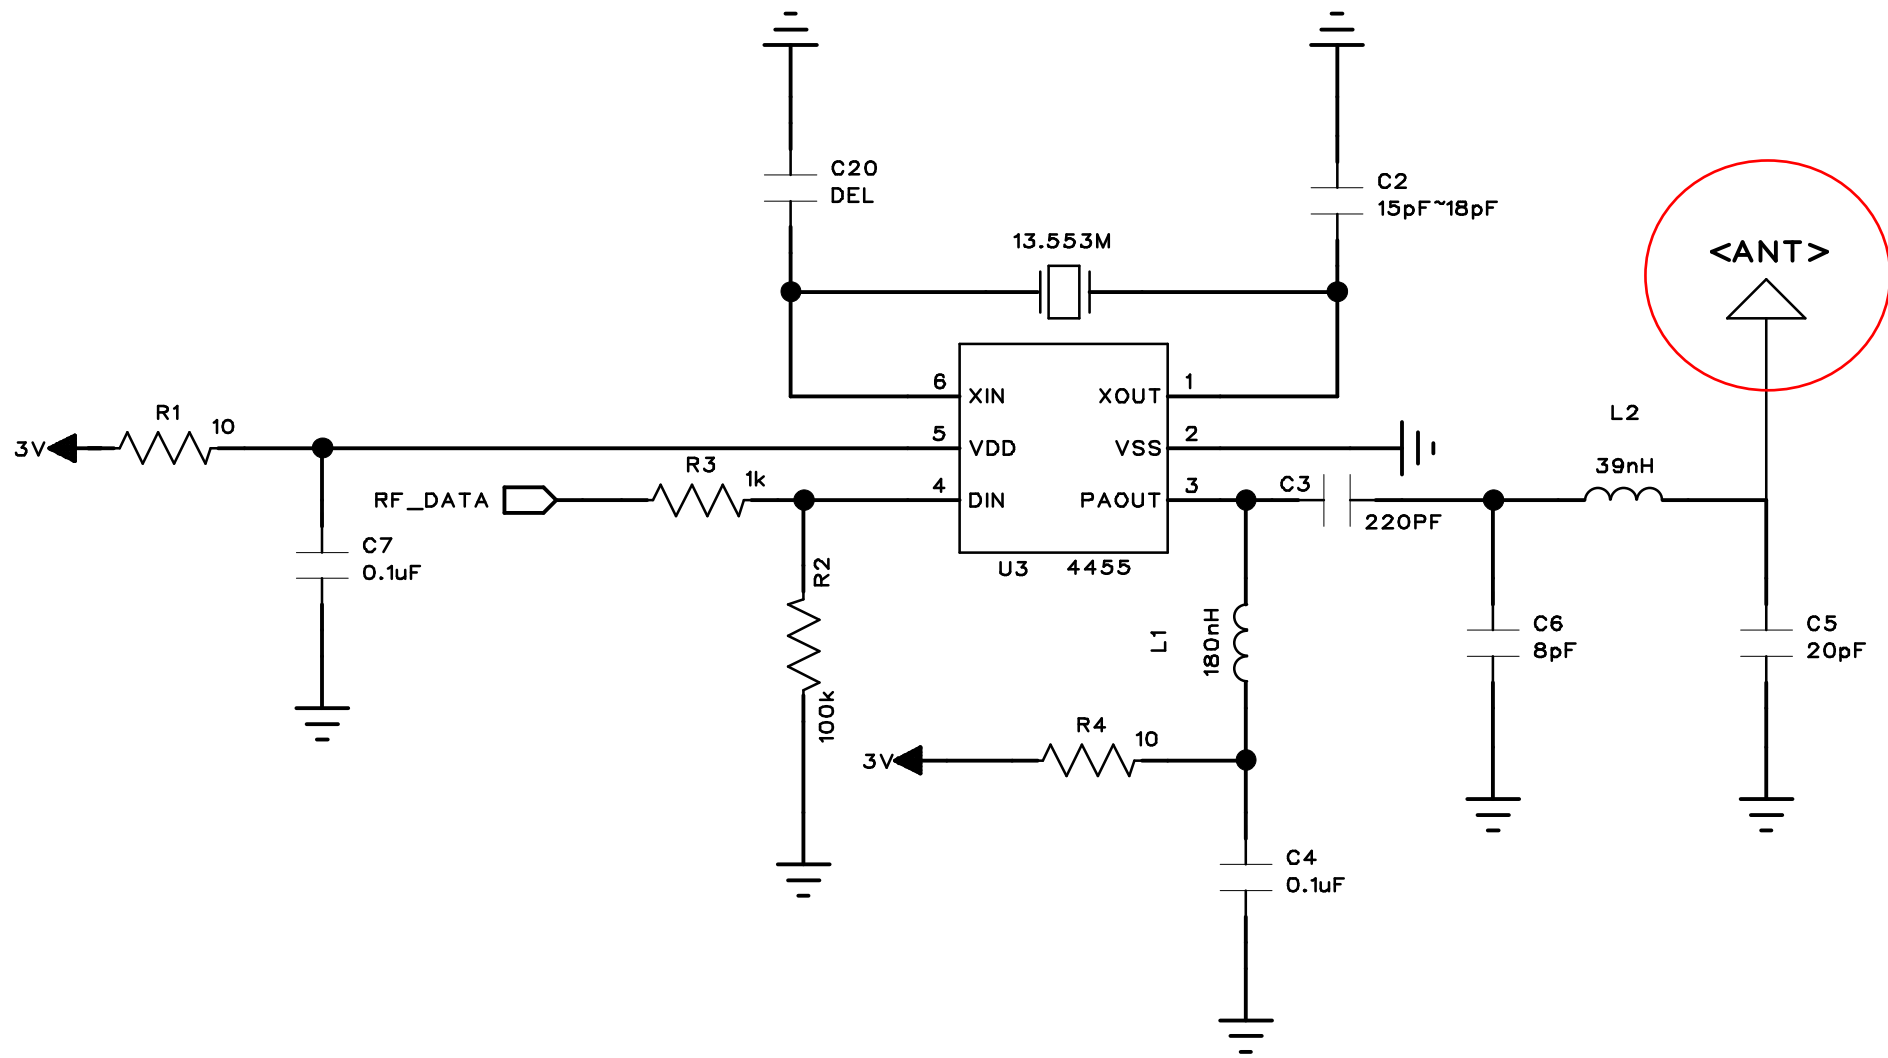 C20
DEL
C2
15pF~18pF
13.553M
<ANT>
6
XIN
XOUT
1
R1
10
3V
5
VDD
VSS
2
L2
39nH
R3
1k
RF_DATA
4
DIN
PAOUT
3
C3
220PF
U3
4455
C7
0.1uF
R2
100k
L1
180nH
C6
8pF
C5
20pF
R4
10
3V
C4
0.1uF